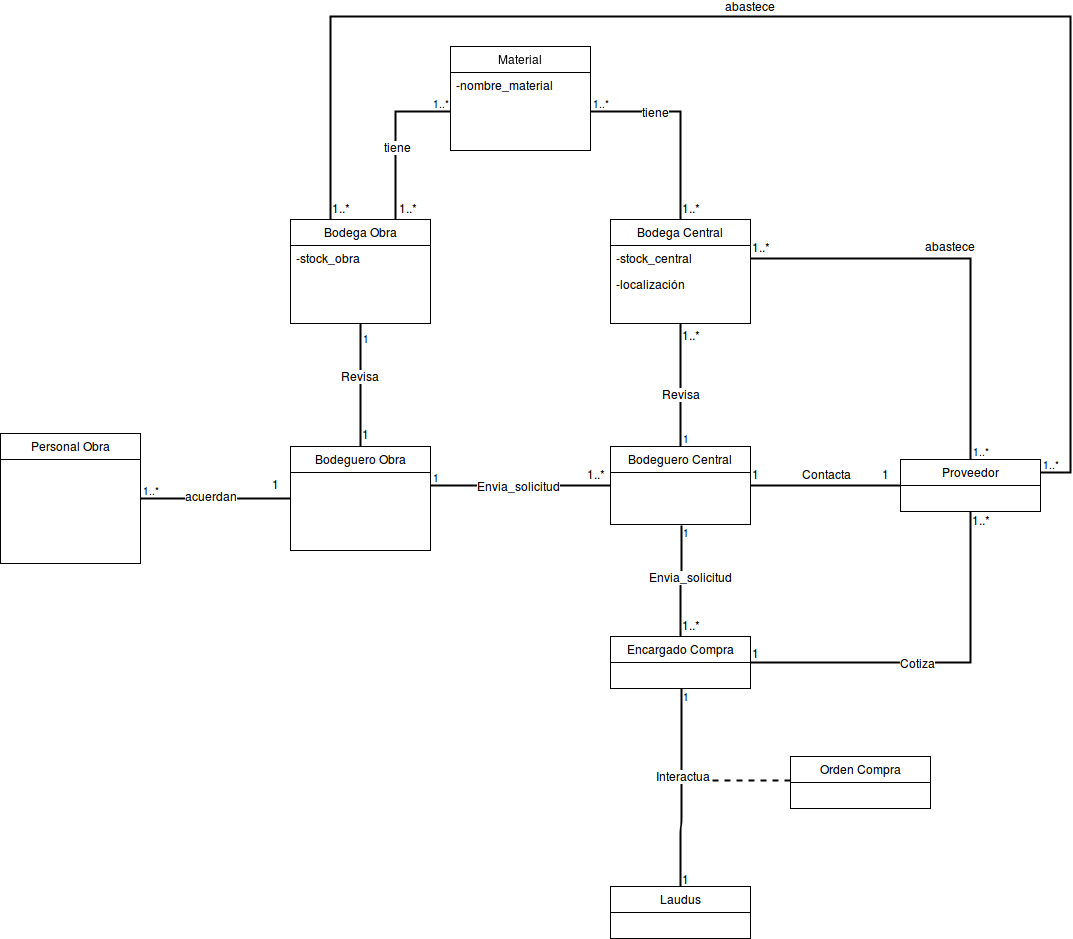 abastece
Material
-nombre_material
1..*
1..*
tiene
tiene
1..*
1..*
1..*
Bodega Obra
-stock_obra
Bodega Central
-stock_central
-localización
1..*
abastece
1
1..*
Revisa
Revisa
1
1
1..*
1..*
Personal Obra
Bodeguero Obra
Bodeguero Central
Proveedor
1..*
acuerdan
1
1
Envia_solicitud
1..*
1
Contacta
1
1..*
1
Envia_solicitud
1..*
Encargado Compra
1
Cotiza
1
Interactua
Orden Compra
1
Laudus